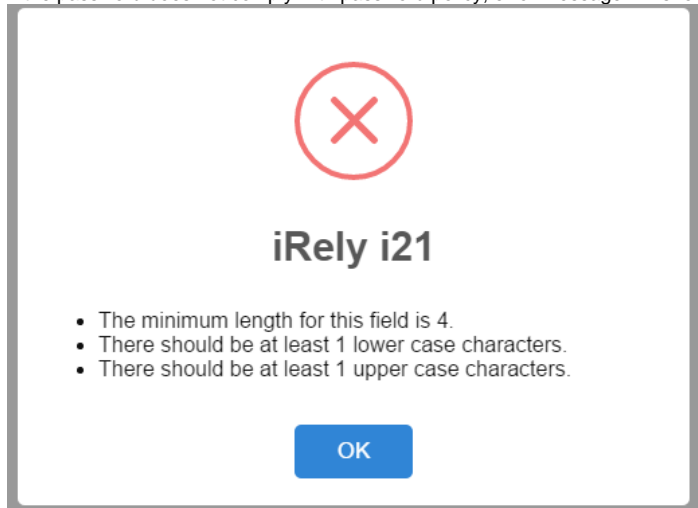 iRely i21
• The minimum length for this field is 4.
• There should be at least 1 lower case characters.
• There should be at least 1 upper case characters.
OK